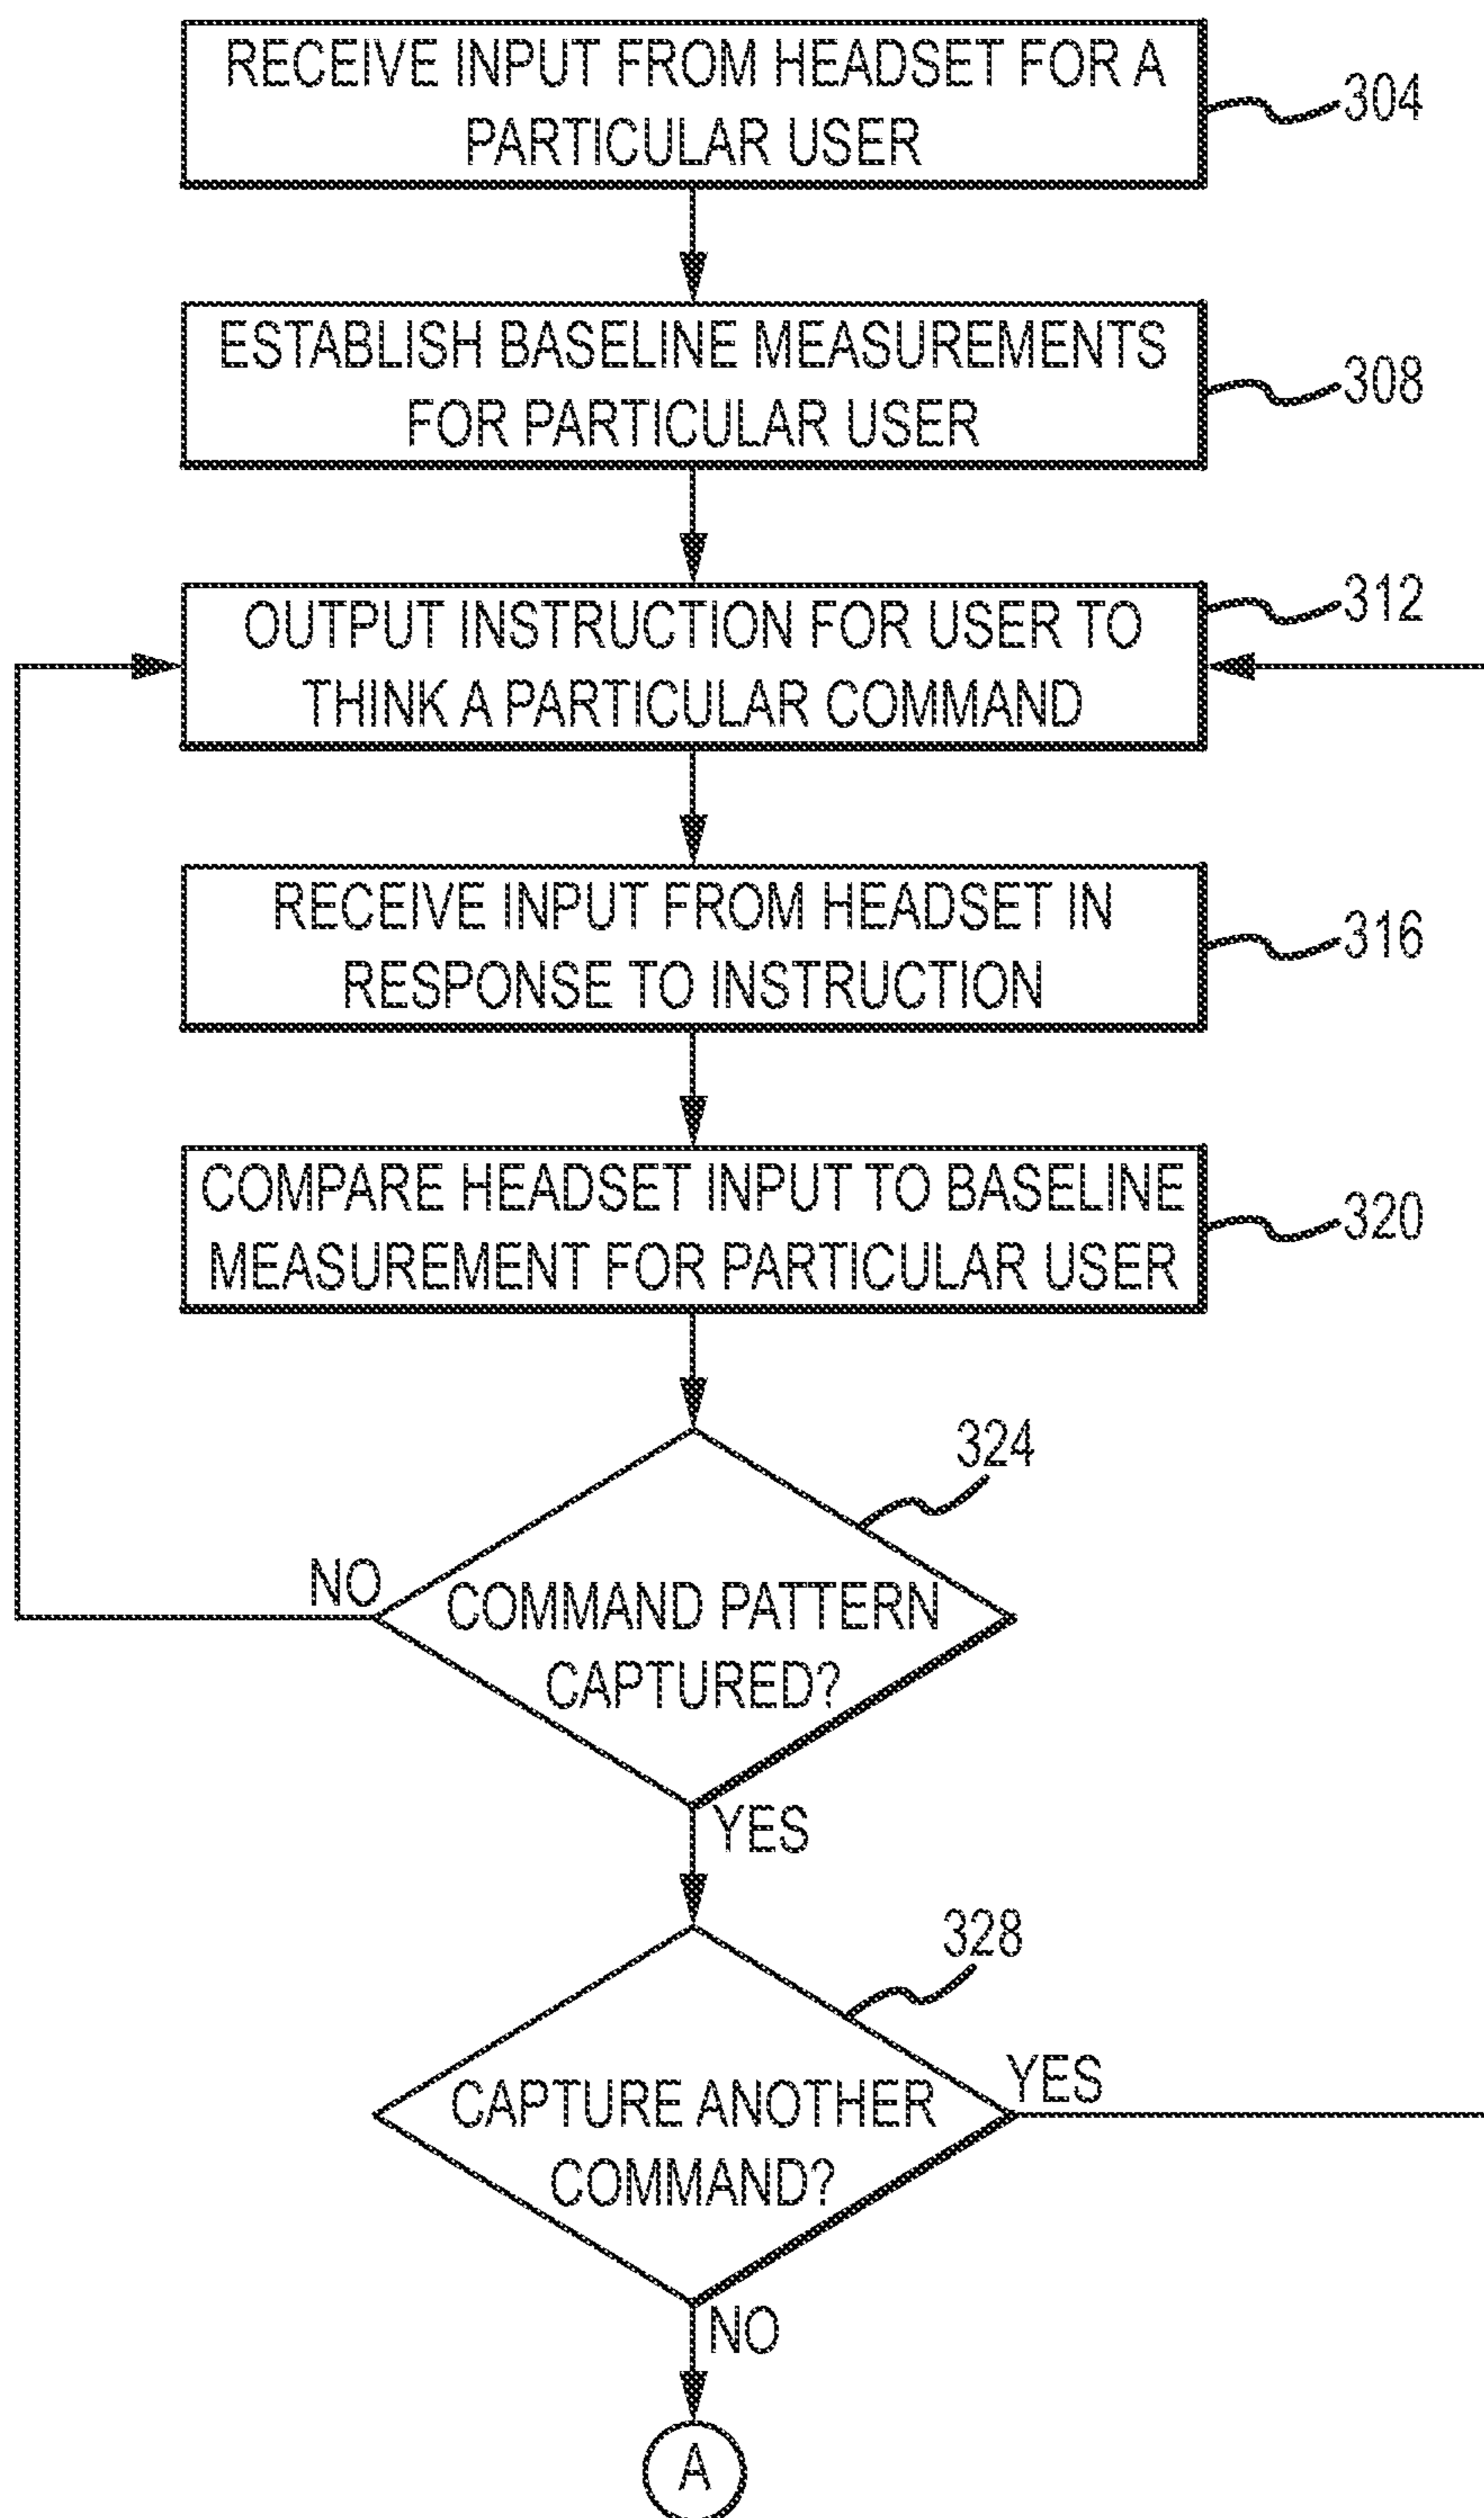 RECEIVE INPUT FROM HEADSET FOR A
PARTICULAR USER
304
ESTABLISH BASELINE MEASUREMENTS
FOR PARTICULAR USER
308
OUTPUT INSTRUCTION FOR USER TO
THINK A PARTICULAR COMMAND
312
RECEIVE INPUT FROM HEADSET IN
RESPONSE TO INSTRUCTION
316
COMPARE HEADSET INPUT TO BASELINE
MEASUREMENT FOR PARTICULAR USER
320
324
NO
COMMAND PATTERN
CAPTURED?
YES
328
YES
CAPTURE ANOTHER
COMMAND?
NO
A